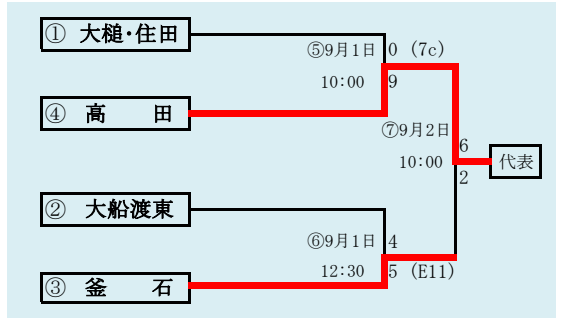 ① 大槌・住田
⑤9月1日 0 (7c)
10:00 9
④ 高 田
⑦9月2日 6
10:00 2
代表
② 大船渡東
⑥9月1日 4
12:30 5 (E11)
③ 釜 石